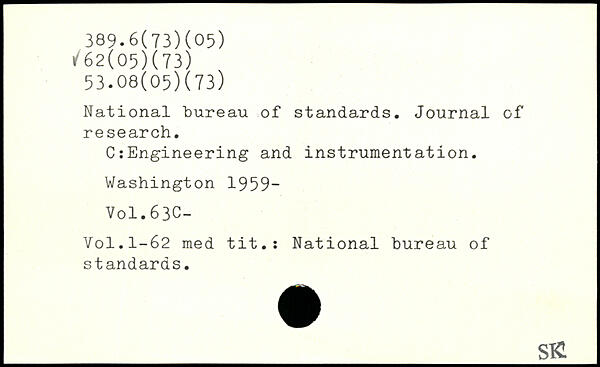 389.6(73)(05)
✓62(05)(73)
53.08(05)(73)
National bureau of standards. Journal of
research.
C:Engineering and instrumentation.
Washington 1959-
Vol.63C-
Vol.1-62 med tit.: National bureau of
standards.
SK